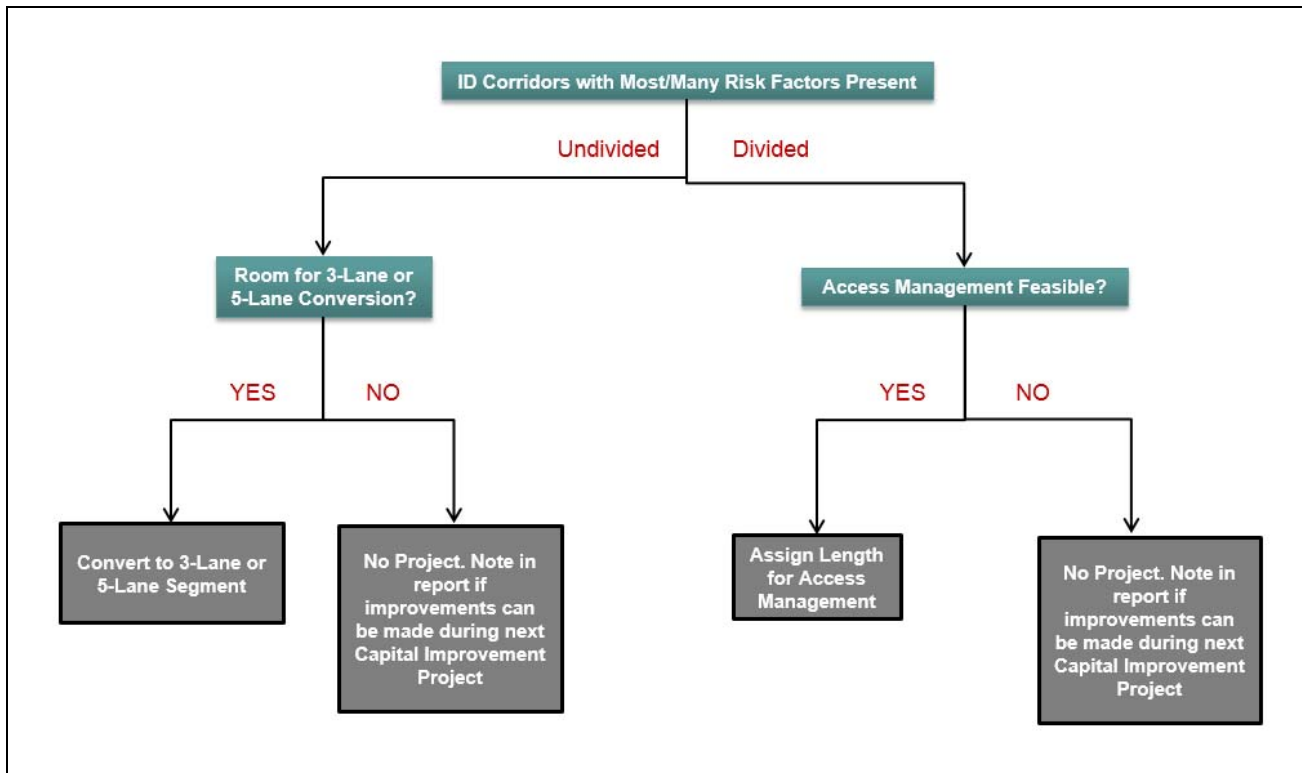 ID Corridors with Most/Many Risk Factors Present
Undivided
Divided
Room for 3-Lane or
5-Lane Conversion?
Access Management Feasible?
YES
NO
YES
NO
Convert to 3-Lane or
5-Lane Segment
No Project. Note in
report if
improvements can
be made during next
Capital Improvement
Project
Assign Length
for Access
Management
No Project. Note in
report if
improvements can
be made during next
Capital Improvement
Project